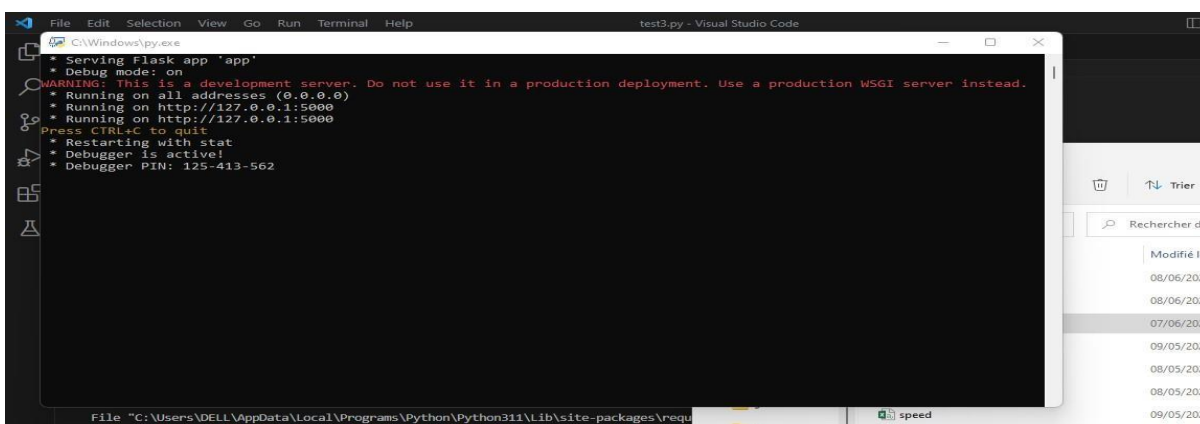 File Edit Selection View Go Run Terminal Help
test3.py - Visual Studio Code
C:\Windows\py.exe
* Serving Flask app 'app'
* Debug mode: on
WARNING: This is a development server. Do not use it in a production deployment. Use a production WSGI server instead.
* Running on all addresses (0.0.0.0)
* Running on http://127.0.0.1:5000
* Running on http://127.0.0.1:5000
Press CTRL+C to quit
* Restarting with stat
* Debugger is active!
* Debugger PIN: 125-413-562
Trier
Rechercher d
Modifié l
08/06/20
08/06/20
07/06/20
09/05/20
08/05/20
08/05/20
File "C:\Users\DELL\AppData\Local\Programs\Python\Python311\Lib\site-packages\requ
speed
09/05/20